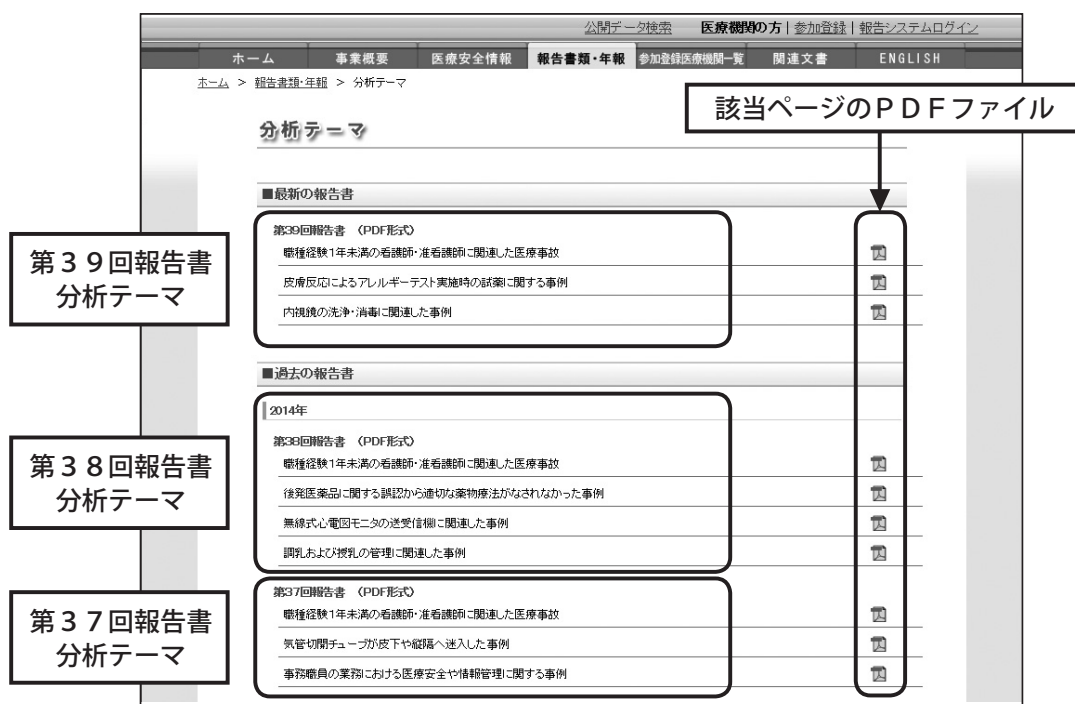 公開データ検索　医療機関の方 | 参加登録 | 報告システムログイン
ホーム　事業概要　医療安全情報　報告書類・年報　参加登録医療機関一覧　関連文書　ENGLISH
ホーム > 報告書類・年報 > 分析テーマ
該当ページのＰＤＦファイル
分析テーマ
■最新の報告書
第39回報告書 （PDF形式）
職種経験1年未満の看護師・准看護師に関連した医療事故
皮膚反応によるアレルギーテスト実施時の試薬に関する事例
内視鏡の洗浄・消毒に関連した事例
第３９回報告書
分析テーマ
■過去の報告書
2014年
第38回報告書 （PDF形式）
職種経験1年未満の看護師・准看護師に関連した医療事故
後発医薬品に関する誤認から適切な薬物療法がなされなかった事例
無線式心電図モニタの送受信機に関連した事例
調乳および授乳の管理に関連した事例
第３８回報告書
分析テーマ
第37回報告書 （PDF形式）
職種経験1年未満の看護師・准看護師に関連した医療事故
気管切開チューブが皮下や縦隔へ迷入した事例
事務職員の業務における医療安全や情報管理に関する事例
第３７回報告書
分析テーマ